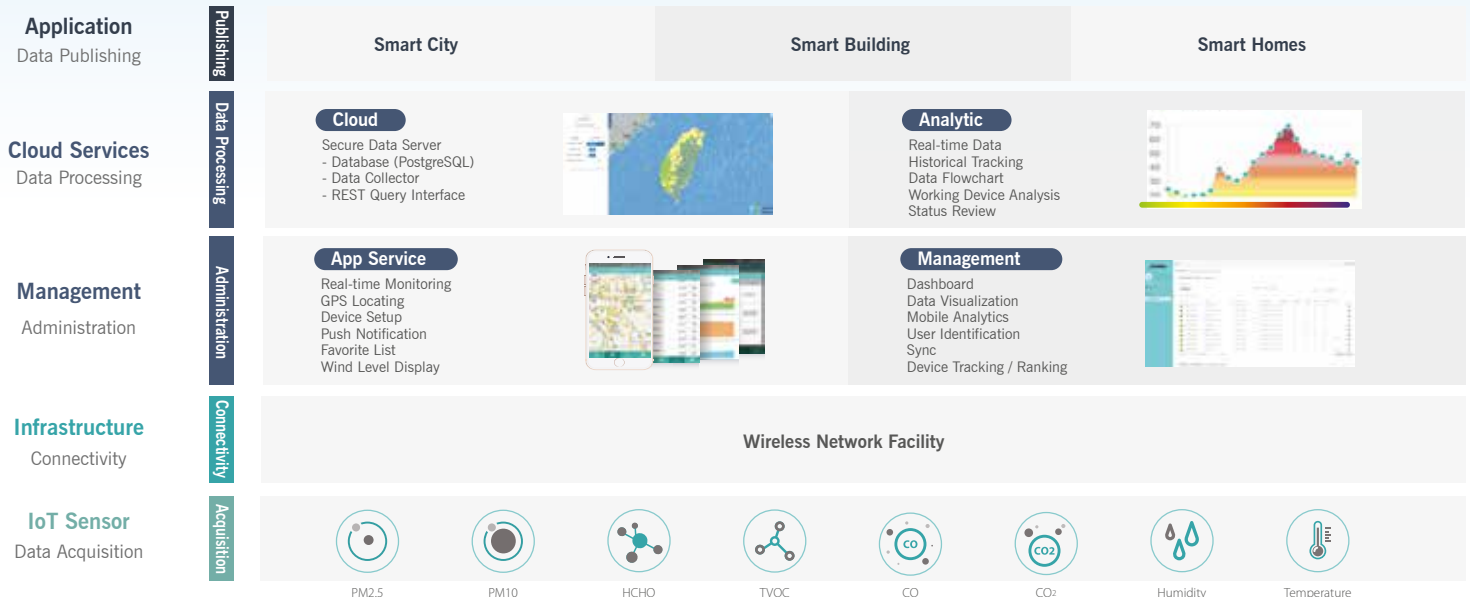 Application
Data Publishing
Publishing
Smart City
Smart Building
Smart Homes
Cloud Services
Data Processing
Data Processing
Cloud
Secure Data Server
- Database (PostgreSQL)
- Data Collector
- REST Query Interface
Analytic
Real-time Data
Historical Tracking
Data Flowchart
Working Device Analysis
Status Review
Management
Administration
Administration
App Service
Real-time Monitoring
GPS Locating
Device Setup
Push Notification
Favorite List
Wind Level Display
Management
Dashboard
Data Visualization
Mobile Analytics
User Identification
Sync
Device Tracking / Ranking
Infrastructure
Connectivity
Connectivity
Wireless Network Facility
IoT Sensor
Data Acquisition
Acquisition
CO
CO2
PM2.5
PM10
HCHO
TVOC
CO
CO2
Humidity
Temperature